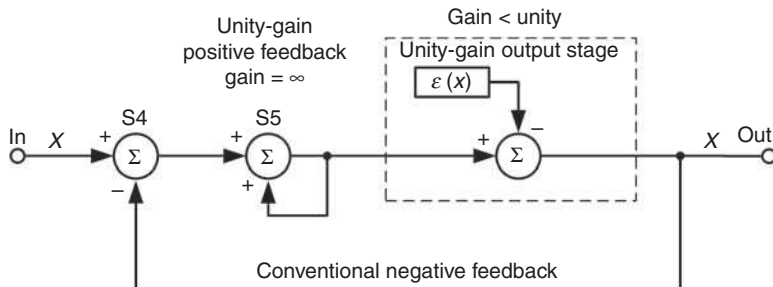 Unity-gain
positive feedback
gain = ∞
Gain < unity
Unity-gain output stage
ε (x)
S4
S5
In
X
+
Σ
−
+
Σ
+
+
−
Σ
X
Out
Conventional negative feedback